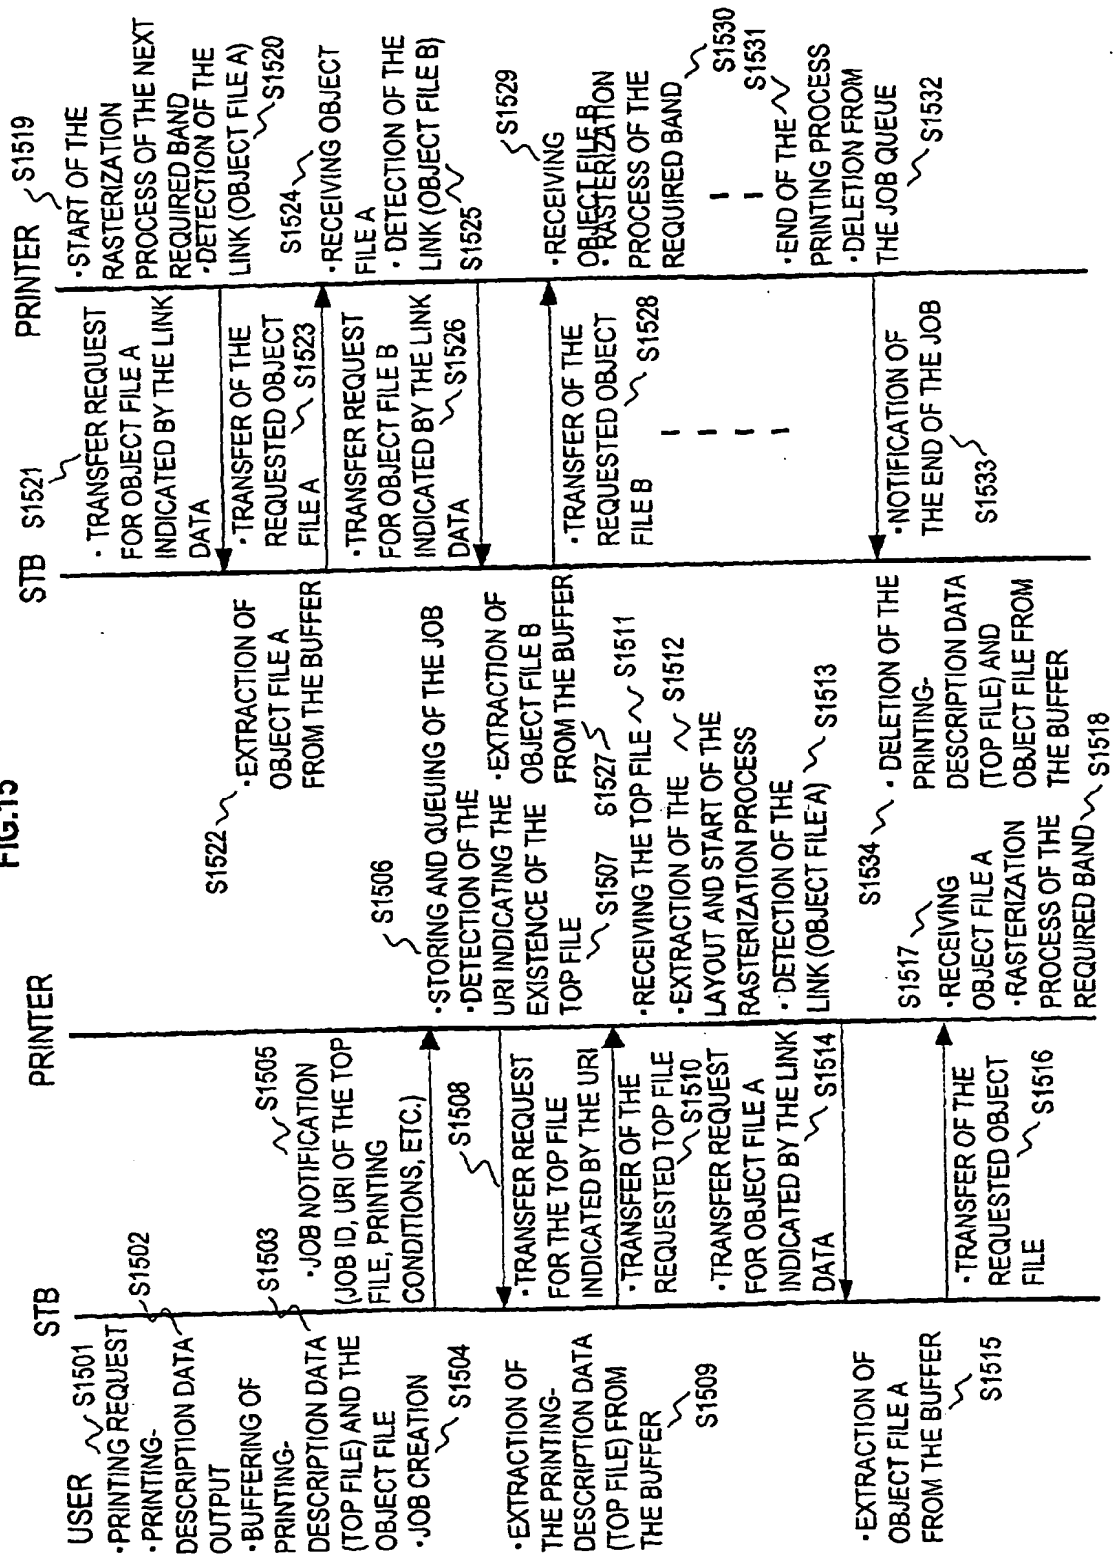 FIG.15
STB
PRINTER
USER
S1501
·PRINTING REQUEST
·PRINTING-
DESCRIPTION DATA
OUTPUT
S1502
·BUFFERING OF
PRINTING-
DESCRIPTION DATA
(TOP FILE) AND THE
OBJECT FILE
S1503
·JOB CREATION
S1504
·JOB NOTIFICATION
(JOB ID, URI OF THE TOP
FILE, PRINTING
CONDITIONS, ETC.)
S1505
S1506
·STORING AND QUEUING OF THE JOB
·DETECTION OF THE
URI INDICATING THE
EXISTENCE OF THE
TOP FILE
S1507
S1508
·TRANSFER REQUEST
FOR THE TOP FILE
INDICATED BY THE URI
·EXTRACTION OF
THE PRINTING-
DESCRIPTION DATA
(TOP FILE) FROM
THE BUFFER
S1509
·TRANSFER OF THE
REQUESTED TOP FILE
S1510
·RECEIVING THE TOP FILE
S1511
·EXTRACTION OF THE
LAYOUT AND START OF THE
RASTERIZATION PROCESS
S1512
·DETECTION OF THE
LINK (OBJECT FILE A)
S1513
·TRANSFER REQUEST
FOR OBJECT FILE A
INDICATED BY THE LINK
DATA
S1514
·EXTRACTION OF
OBJECT FILE A
FROM THE BUFFER
S1515
·TRANSFER OF THE
REQUESTED OBJECT
FILE
S1516
S1517
·RECEIVING
OBJECT FILE A
·RASTERIZATION
PROCESS OF THE
REQUIRED BAND
S1518
STB
PRINTER
S1519
·START OF THE
RASTERIZATION
PROCESS OF THE NEXT
REQUIRED BAND
·DETECTION OF THE
LINK (OBJECT FILE A)
S1520
S1521
·TRANSFER REQUEST
FOR OBJECT FILE A
INDICATED BY THE LINK
DATA
S1522
·EXTRACTION OF
OBJECT FILE A
FROM THE BUFFER
·TRANSFER OF THE
REQUESTED OBJECT
FILE A
S1523
S1524
·RECEIVING OBJECT
FILE A
·DETECTION OF THE
LINK (OBJECT FILE B)
S1525
·TRANSFER REQUEST
FOR OBJECT FILE B
INDICATED BY THE LINK
DATA
S1526
·EXTRACTION OF
OBJECT FILE B
FROM THE BUFFER
S1527
·TRANSFER OF THE
REQUESTED OBJECT
FILE B
S1528
S1529
·RECEIVING
OBJECT FILE B
·RASTERIZATION
PROCESS OF THE
REQUIRED BAND
S1530
S1531
·END OF THE
PRINTING PROCESS
·DELETION FROM
THE JOB QUEUE
S1532
·NOTIFICATION OF
THE END OF THE JOB
S1533
S1534
·DELETION OF THE
PRINTING-
DESCRIPTION DATA
(TOP FILE) AND
OBJECT FILE FROM
THE BUFFER